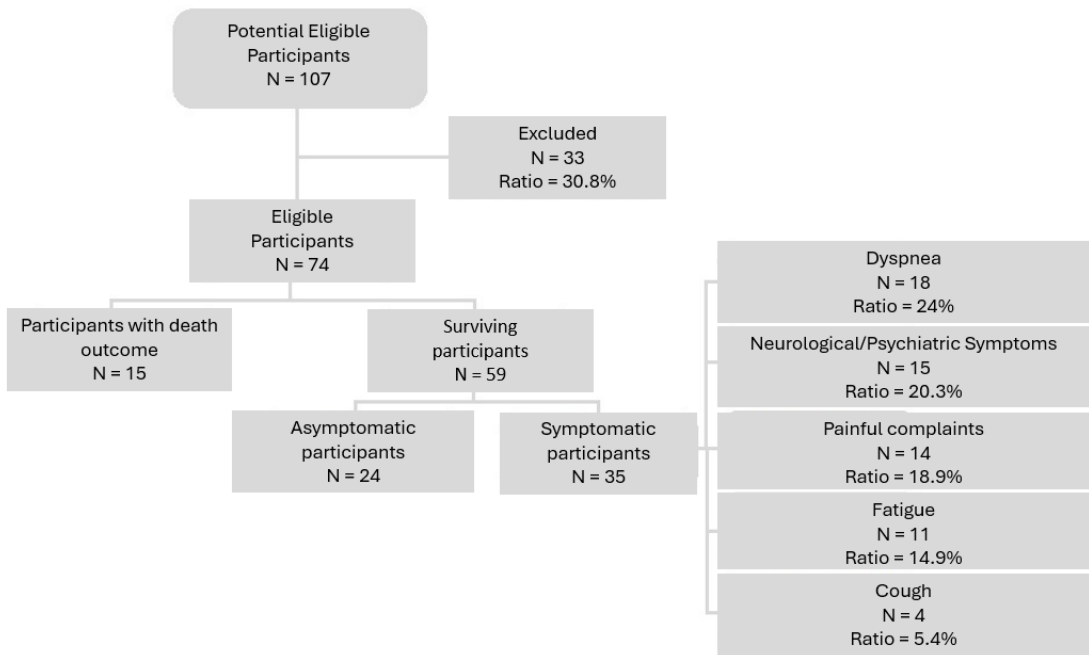 Potential Eligible
Participants
N = 107
Excluded
N = 33
Ratio = 30.8%
Eligible
Participants
N = 74
Participants with death
outcome
N = 15
Surviving
participants
N = 59
Asymptomatic
participants
N = 24
Symptomatic
participants
N = 35
Dyspnea
N = 18
Ratio = 24%
Neurological/Psychiatric Symptoms
N = 15
Ratio = 20.3%
Painful complaints
N = 14
Ratio = 18.9%
Fatigue
N = 11
Ratio = 14.9%
Cough
N = 4
Ratio = 5.4%